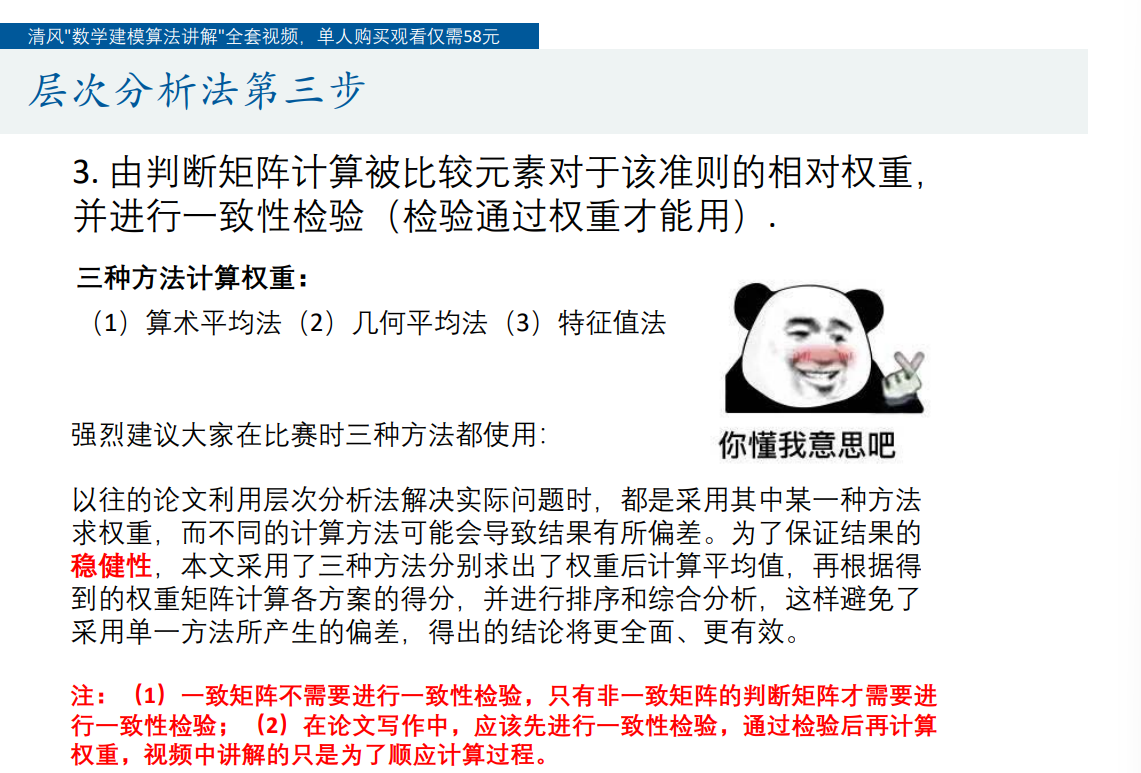 清风"数学建模算法讲解"全套视频，单人购买观看仅需58元
层次分析法第三步
3. 由判断矩阵计算被比较元素对于该准则的相对权重，
并进行一致性检验（检验通过权重才能用）.
三种方法计算权重：
（1）算术平均法（2）几何平均法（3）特征值法
你懂我意思吧
强烈建议大家在比赛时三种方法都使用：
以往的论文利用层次分析法解决实际问题时，都是采用其中某一种方法
求权重，而不同的计算方法可能会导致结果有所偏差。为了保证结果的
稳健性，本文采用了三种方法分别求出了权重后计算平均值，再根据得
到的权重矩阵计算各方案的得分，并进行排序和综合分析，这样避免了
采用单一方法所产生的偏差，得出的结论将更全面、更有效。
注：（1）一致矩阵不需要进行一致性检验，只有非一致矩阵的判断矩阵才需要进
行一致性检验；（2）在论文写作中，应该先进行一致性检验，通过检验后再计算
权重，视频中讲解的只是为了顺应计算过程。